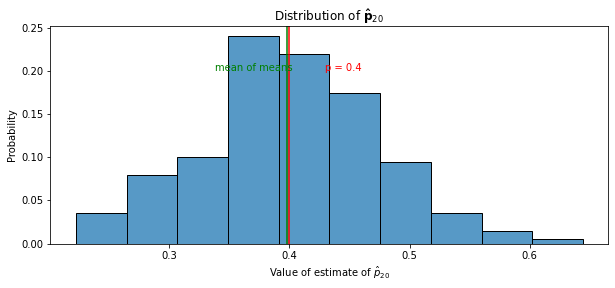 Distribution of p̂₂₀
0.25
0.20
0.15
0.10
0.05
0.00
Probability
mean of means
p = 0.4
0.3
0.4
0.5
0.6
Value of estimate of p̂₂₀